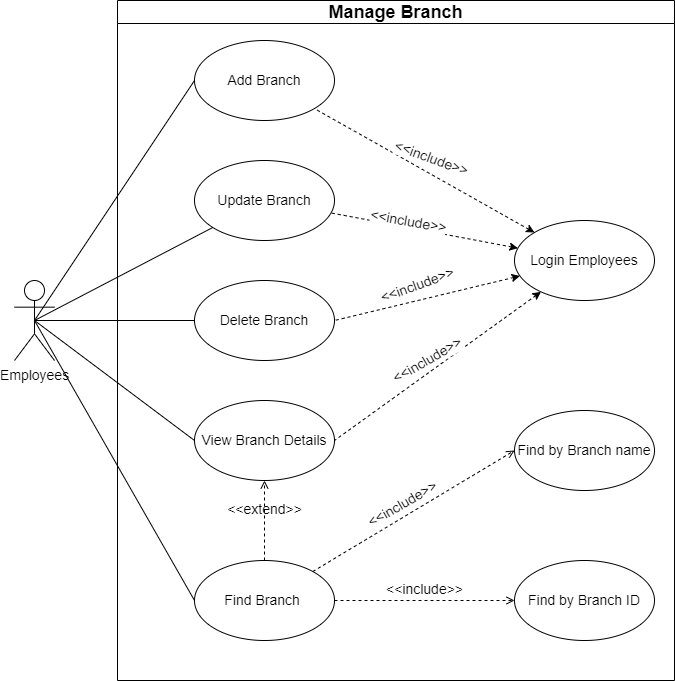 Manage Branch
Add Branch
<<include>>
Update Branch
<<include>>
Login Employees
<<include>>
Delete Branch
Employees
<<include>>
View Branch Details
Find by Branch name
<<include>>
<<extend>>
<<include>>
Find Branch
Find by Branch ID